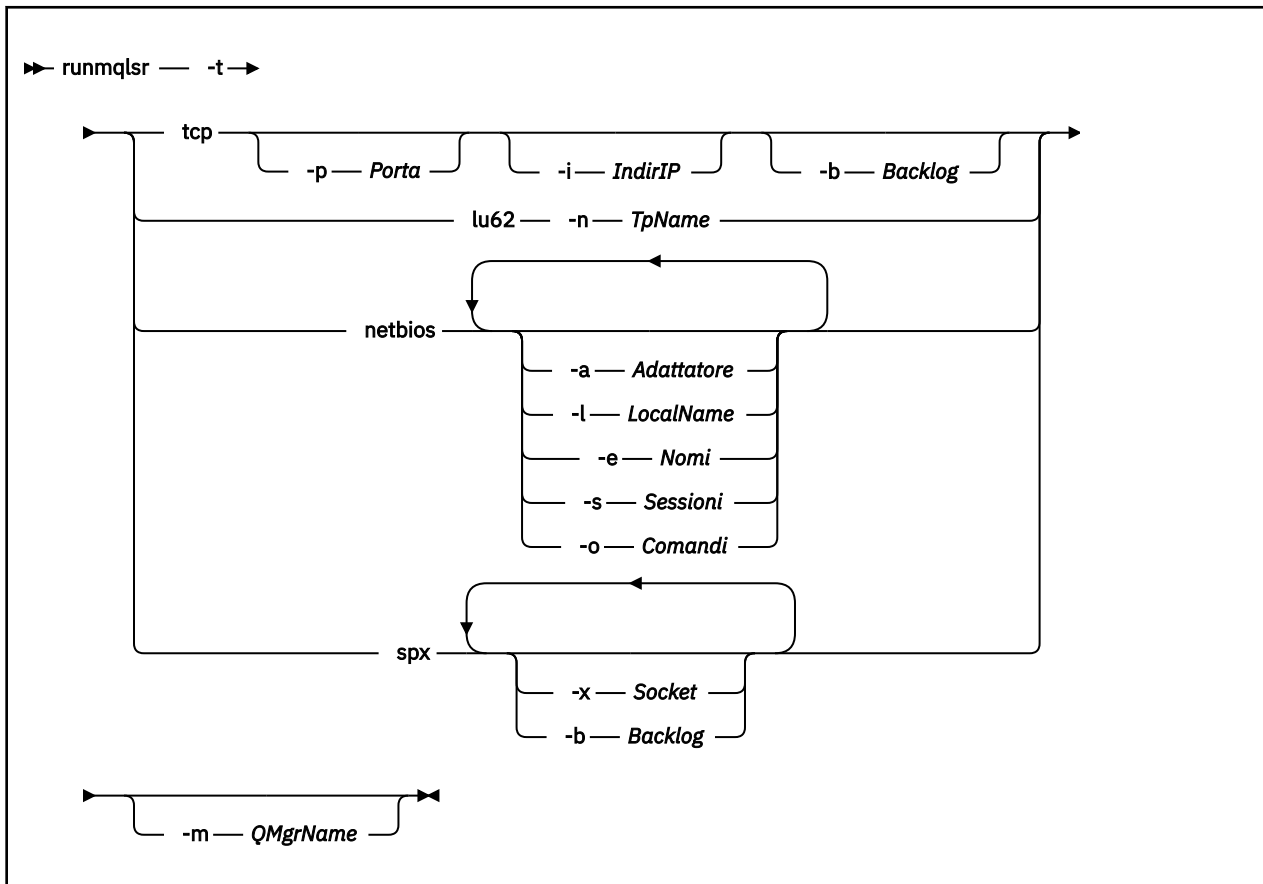 runmqlsr -t
tcp
-p Porta -i IndirIP -b Backlog
lu62 -n TpName
netbios
-a Adattatore
-l LocalName
-e Nomi
-s Sessioni
-o Comandi
spx
-x Socket
-b Backlog
-m QMgrName